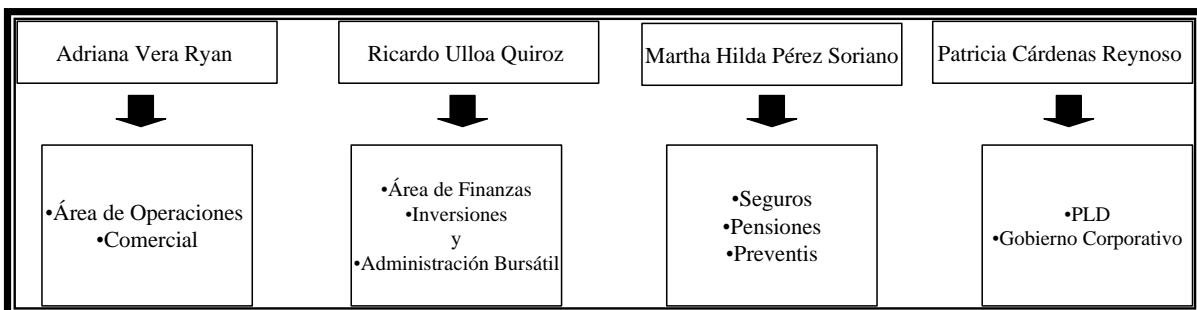 Adriana Vera Ryan
•Área de Operaciones
•Comercial
Ricardo Ulloa Quiroz
•Área de Finanzas
•Inversiones
y
•Administración Bursátil
Martha Hilda Pérez Soriano
•Seguros
•Pensiones
•Preventis
Patricia Cárdenas Reynoso
•PLD
•Gobierno Corporativo